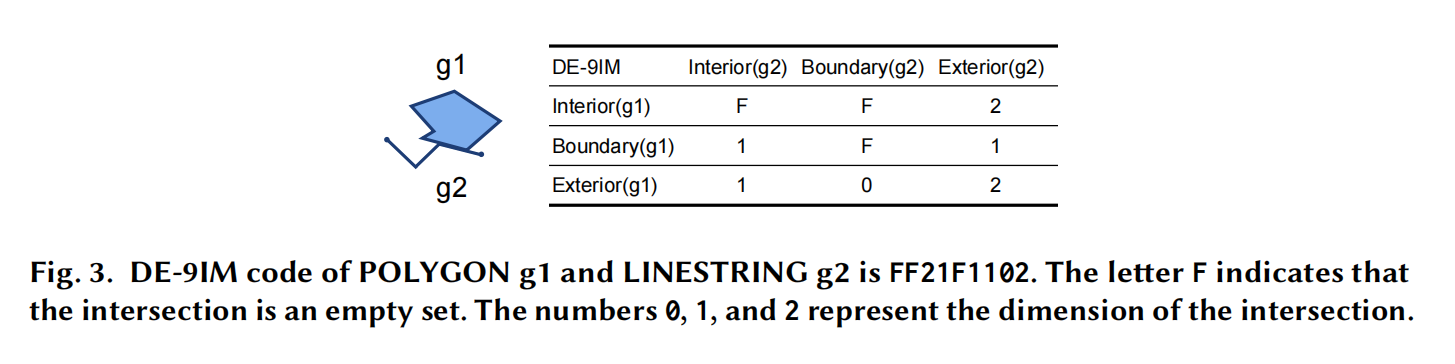 g1
g2
DE-9IM Interior(g2) Boundary(g2) Exterior(g2)
Interior(g1) F F 2
Boundary(g1) 1 F 1
Exterior(g1) 1 0 2
Fig. 3. DE-9IM code of POLYGON g1 and LINESTRING g2 is FF21F1102. The letter F indicates that
the intersection is an empty set. The numbers 0, 1, and 2 represent the dimension of the intersection.